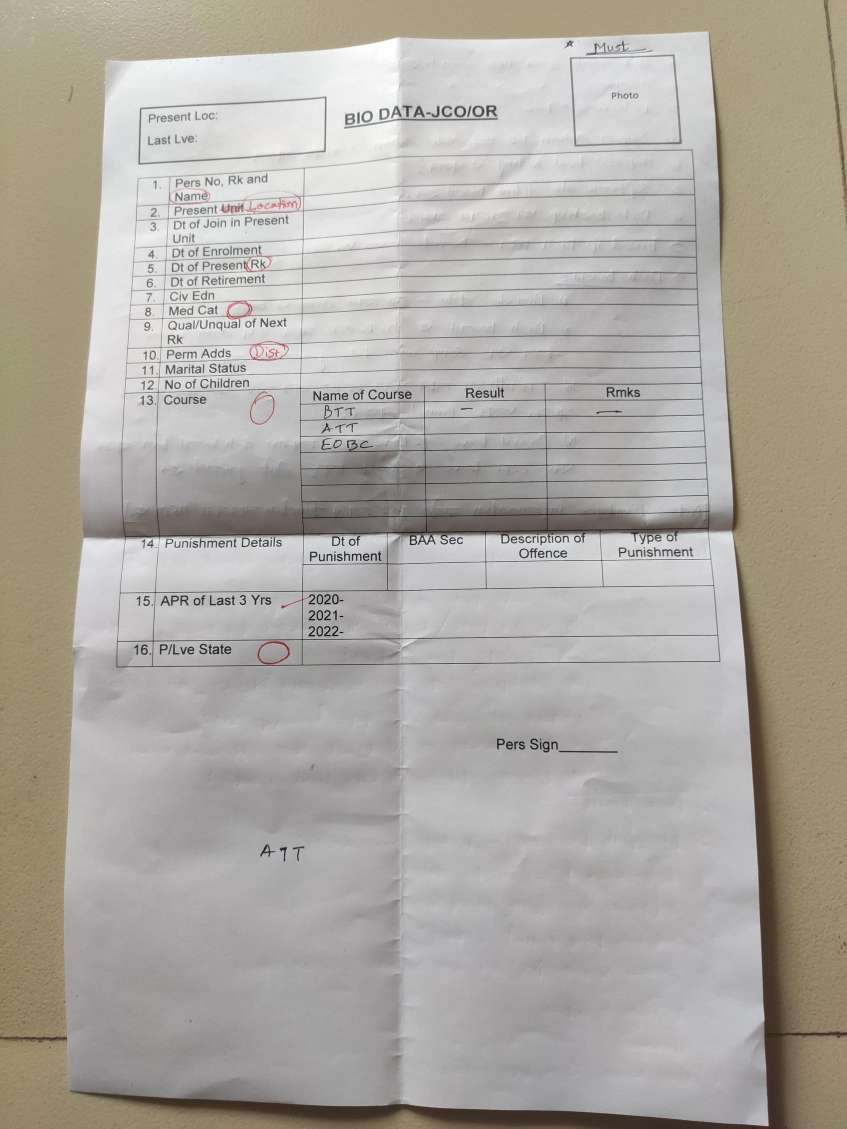 * Must
Present Loc:
Last Lve:
BIO DATA-JCO/OR
Photo
1. Pers No, Rk and
Name
2. Present Unit Location
3. Dt of Join in Present
Unit
4. Dt of Enrolment
5. Dt of Present Rk
6. Dt of Retirement
7. Civ Edn
8. Med Cat
9. Qual/Unqual of Next
Rk
10. Perm Adds Dist
11. Marital Status
12 No of Children
13. Course Name of Course Result Rmks
BTT — —
ATT
EOBC
14. Punishment Details Dt of Punishment BAA Sec Description of Offence Type of Punishment
15. APR of Last 3 Yrs 2020-
2021-
2022-
16. P/Lve State
Pers Sign_______
ATT